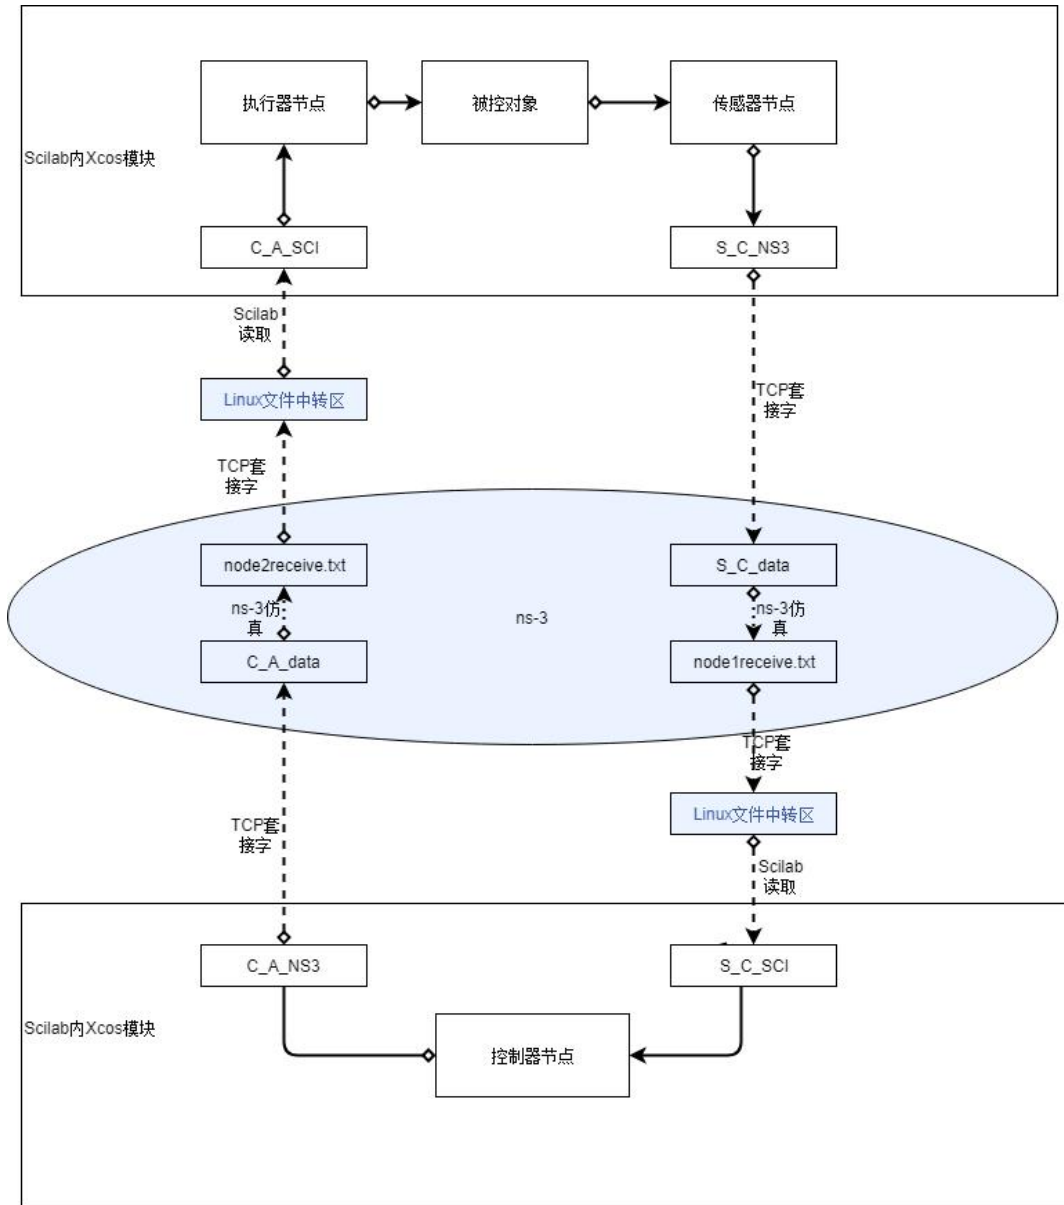 执行器节点
被控对象
传感器节点
Scilab内Xcos模块
C_A_SCI
S_C_NS3
Scilab
读取
Linux文件中转区
TCP套
接字
TCP套
接字
node2receive.txt
S_C_data
ns-3仿
真
ns-3
ns-3仿
真
C_A_data
node1receive.txt
TCP套
接字
Linux文件中转区
TCP套
接字
Scilab
读取
C_A_NS3
S_C_SCI
Scilab内Xcos模块
控制器节点